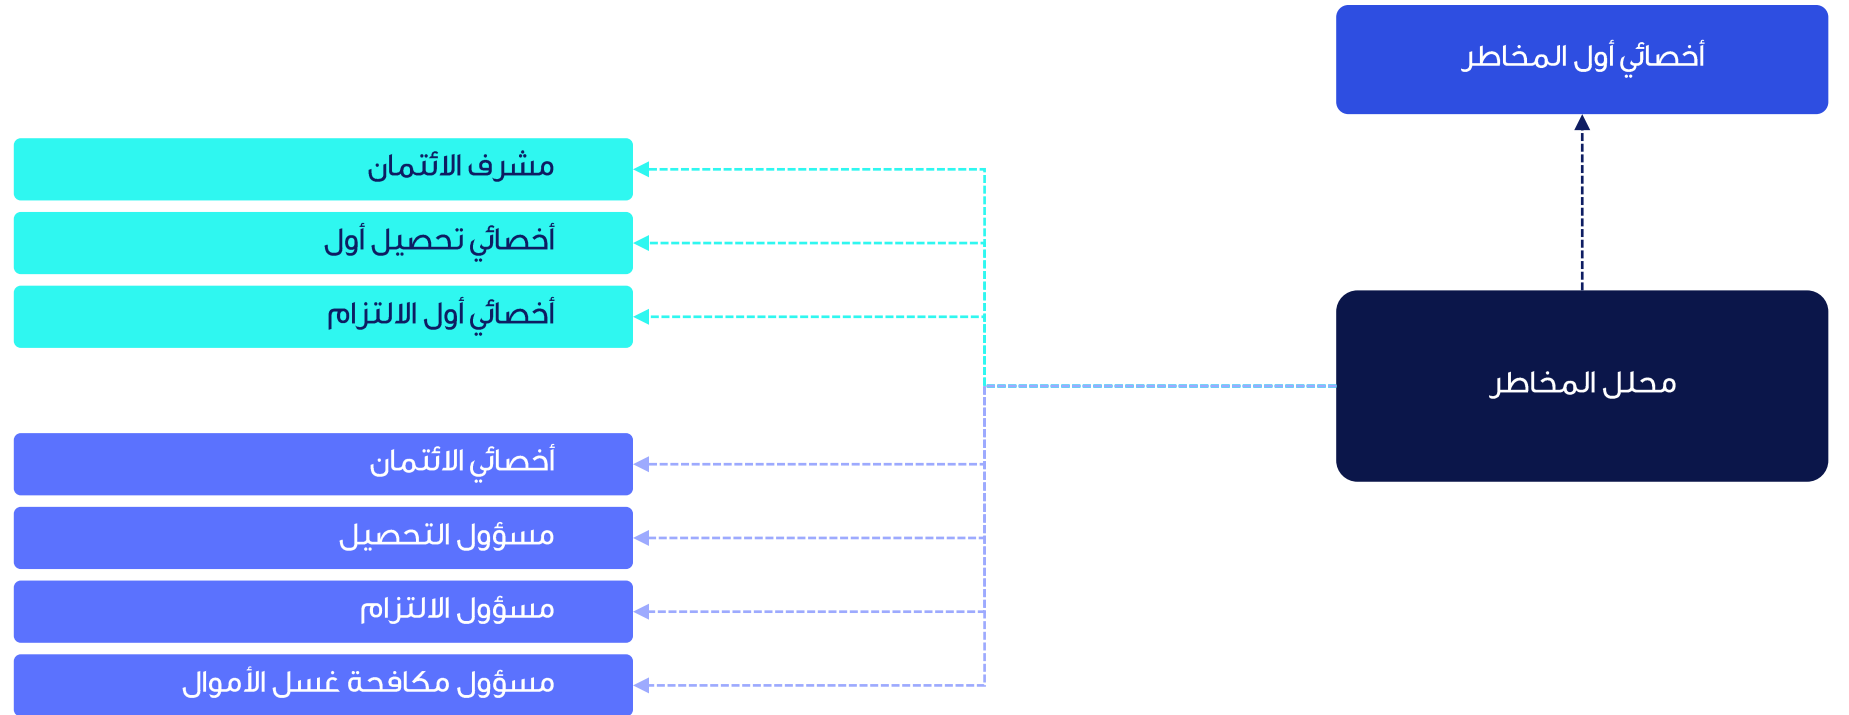 أخصائي أول المخاطر
محلل المخاطر
مشرف الائتمان
أخصائي تحصيل أول
أخصائي أول الالتزام
أخصائي الائتمان
مسؤول التحصيل
مسؤول الالتزام
مسؤول مكافحة غسل الأموال